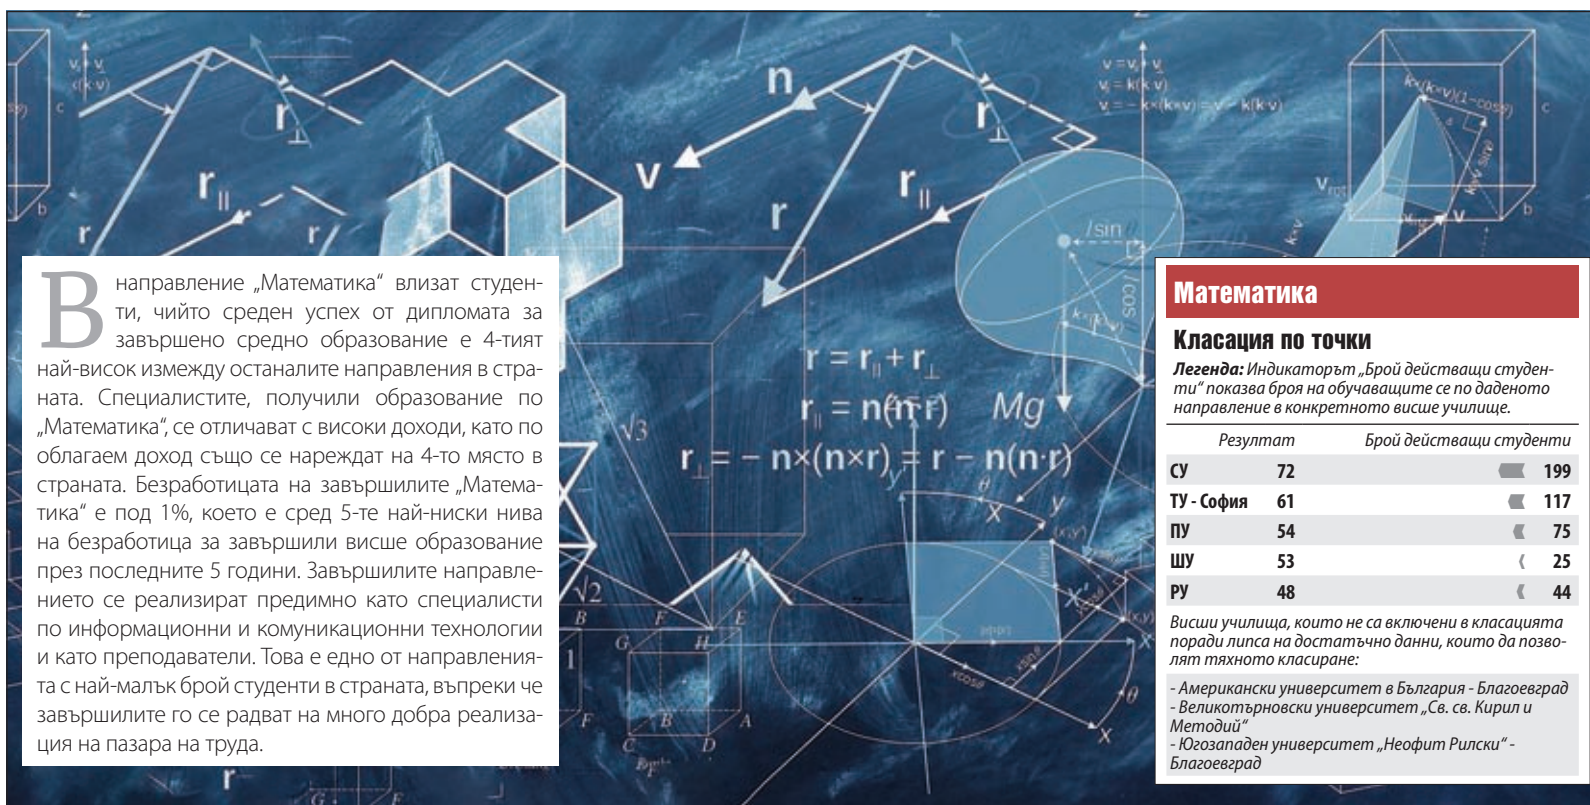 В направление „Математика“ влизат студен-
ти, чийто среден успех от дипломата за
завършено средно образование е 4-тият
най-висок измежду останалите направления в стра-
ната. Специалистите, получили образование по
„Математика“, се отличават с високи доходи, като по
облагаем доход също се нареждат на 4-то място в
страната. Безработицата на завършилите „Матема-
тика“ е под 1%, което е сред 5-те най-ниски нива
на безработица за завършили висше образование
през последните 5 години. Завършилите направле-
нието се реализират предимно като специалисти
по информационни и комуникационни технологии
и като преподаватели. Това е едно от направления-
та с най-малък брой студенти в страната, въпреки че
завършилите го се радват на много добра реализа-
ция на пазара на труда.
n
v
r⊥
r||
r
r⊥
r||
r
r
r = r|| + r⊥
r⊥ = – n×(n×r) = r – n(n·r)
Mg
√3
√2
Математика
Класация по точки
Легенда: Индикаторът „Брой действащи студен-
ти“ показва броя на обучаващите се по даденото
направление в конкретното висше училище.
Резултат Брой действащи студенти
СУ 72 199
ТУ - София 61 117
ПУ 54 75
ШУ 53 25
РУ 48 44
Висши училища, които не са включени в класацията
поради липса на достатъчно данни, които да позво-
лят тяхното класиране:
- Американски университет в България - Благоевград
- Великотърновски университет „Св. св. Кирил и
Методий“
- Югозападен университет „Неофит Рилски“ -
Благоевград